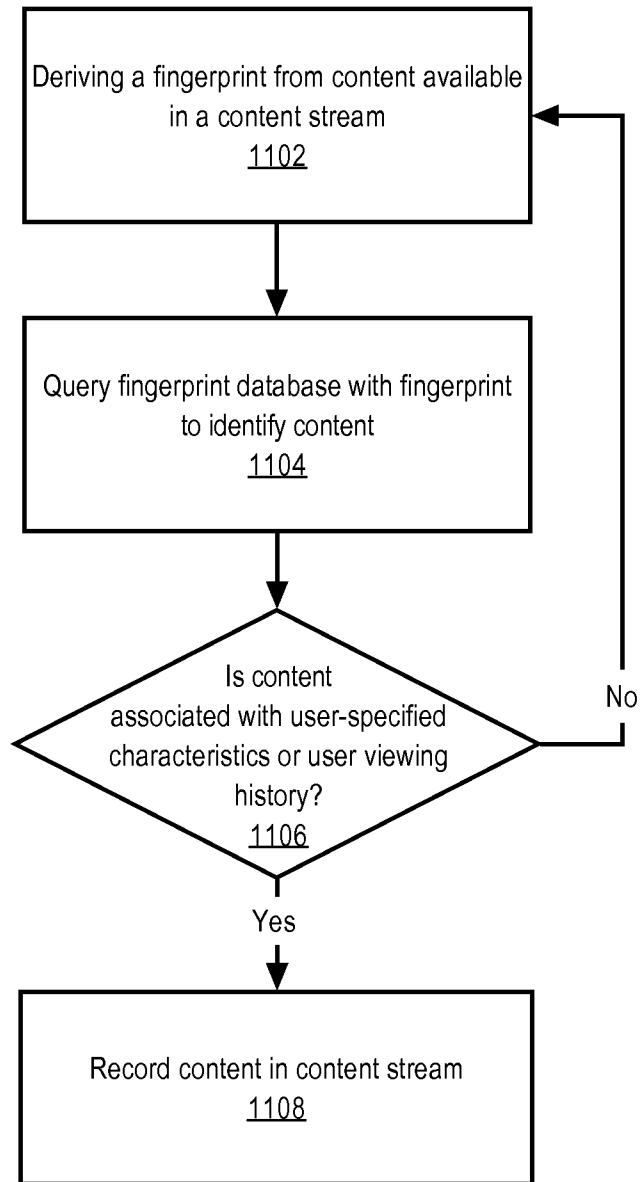 Deriving a fingerprint from content available
in a content stream
1102
Query fingerprint database with fingerprint
to identify content
1104
Is content
associated with user-specified
characteristics or user viewing
history?
1106
No
Yes
Record content in content stream
1108